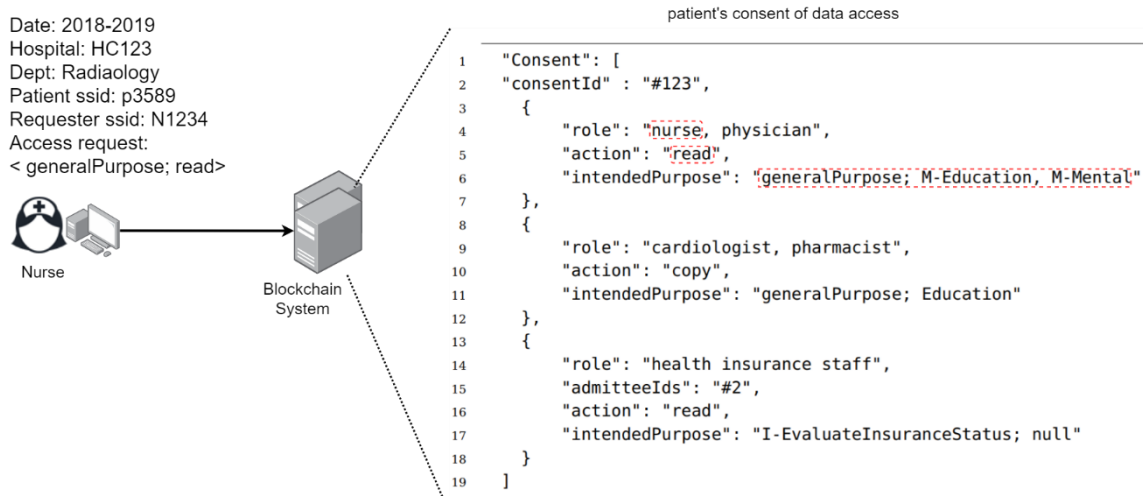 Date: 2018-2019
Hospital: HC123
Dept: Radiaology
Patient ssid: p3589
Requester ssid: N1234
Access request:
< generalPurpose; read>
Nurse
Blockchain
System
patient's consent of data access
1 "Consent": [
2 "consentId" : "#123",
3 {
4 "role": "nurse, physician",
5 "action": "read",
6 "intendedPurpose": "generalPurpose; M-Education, M-Mental"
7 },
8 {
9 "role": "cardiologist, pharmacist",
10 "action": "copy",
11 "intendedPurpose": "generalPurpose; Education"
12 },
13 {
14 "role": "health insurance staff",
15 "admitteeIds": "#2",
16 "action": "read",
17 "intendedPurpose": "I-EvaluateInsuranceStatus; null"
18 }
19 ]